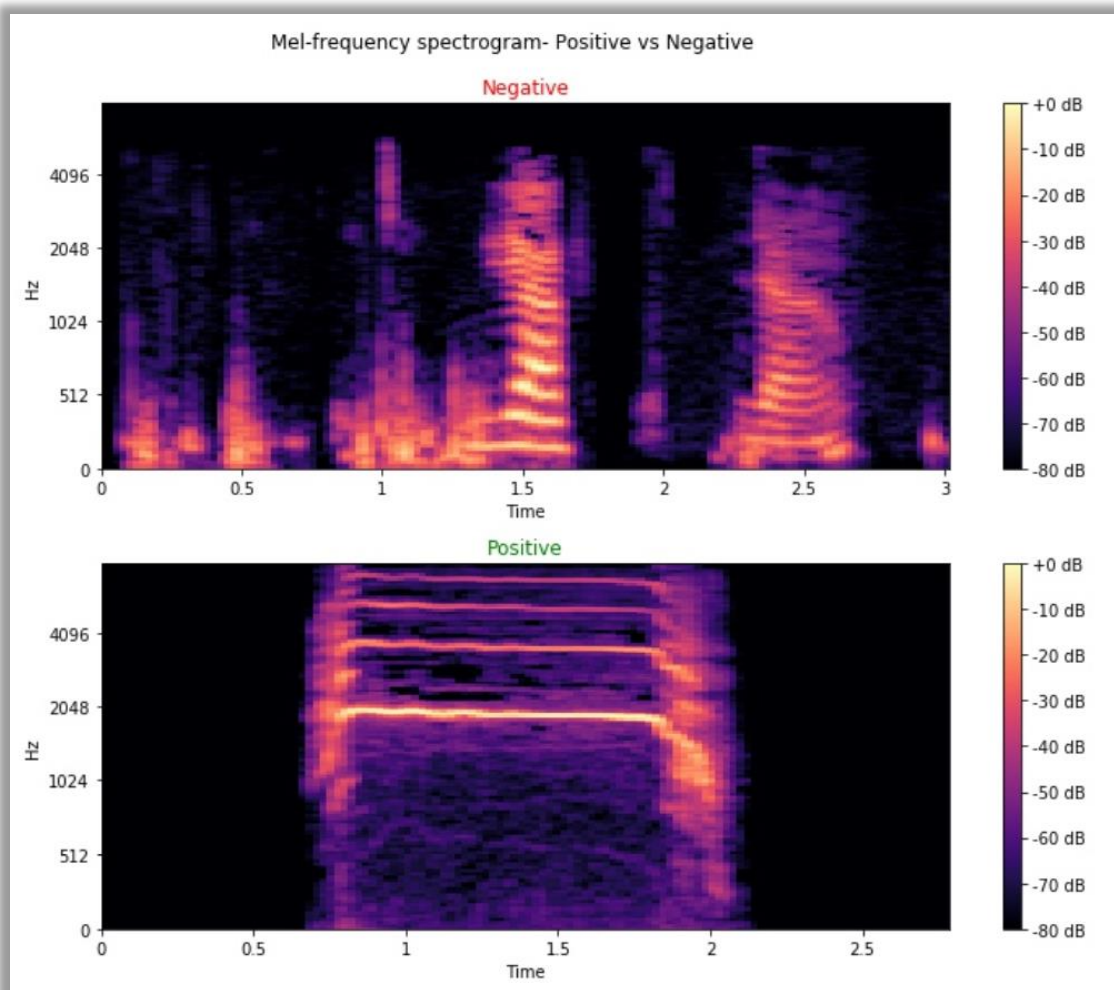 Mel-frequency spectrogram- Positive vs Negative
Negative
Hz
4096
2048
1024
512
0
0 0.5 1 1.5 2 2.5 3
Time
+0 dB
-10 dB
-20 dB
-30 dB
-40 dB
-50 dB
-60 dB
-70 dB
-80 dB
Positive
Hz
4096
2048
1024
512
0
0 0.5 1 1.5 2 2.5
Time
+0 dB
-10 dB
-20 dB
-30 dB
-40 dB
-50 dB
-60 dB
-70 dB
-80 dB